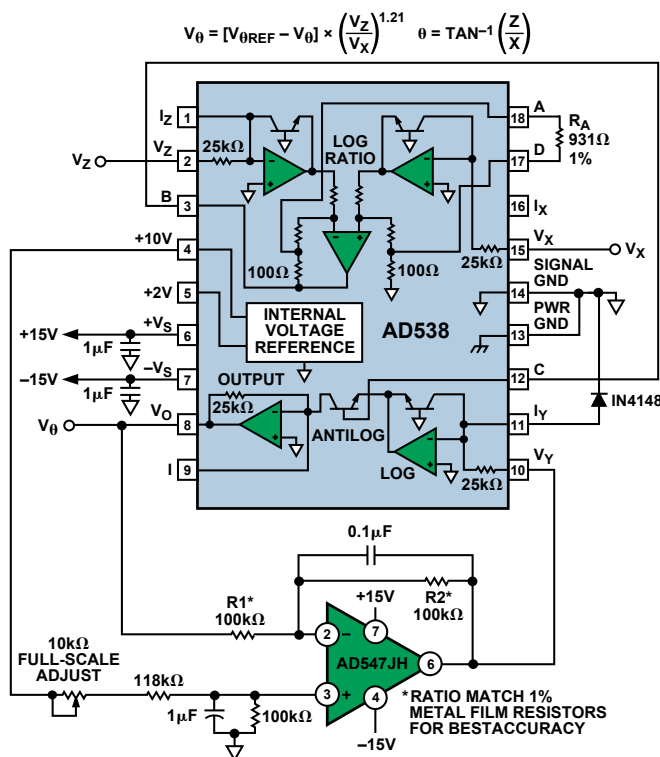 Vθ = [VθREF – Vθ] × (VZ/VX)^1.21 θ = TAN–1 (Z/X)
IZ
1
VZ
VZ
2
25kΩ
B
3
+10V
4
+2V
5
+15V
+VS
6
1µF
–15V
–VS
7
1µF
Vθ
VO
8
I
9
LOG
RATIO
100Ω
100Ω
25kΩ
INTERNAL
VOLTAGE
REFERENCE
AD538
OUTPUT
25kΩ
ANTILOG
LOG
25kΩ
A
18
RA
931Ω
1%
D
17
16
IX
VX
15
VX
SIGNAL
GND
14
PWR
GND
13
C
12
IN4148
IY
11
VY
10
0.1µF
R1*
100kΩ
R2*
100kΩ
+15V
2
–
7
AD547JH
6
3
+
4
–15V
10kΩ
FULL-SCALE
ADJUST
118kΩ
1µF
100kΩ
*RATIO MATCH 1%
METAL FILM RESISTORS
FOR BESTACCURACY